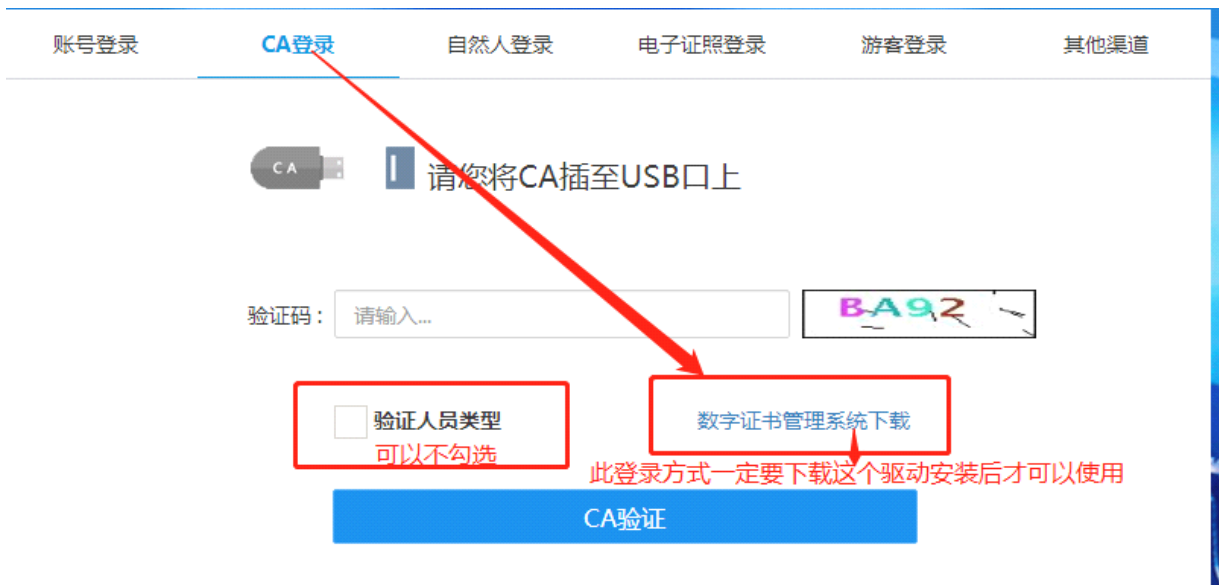 账号登录 CA登录 自然人登录 电子证照登录 游客登录 其他渠道
CA 请您将CA插至USB口上
验证码： 请输入... BA92
验证人员类型 数字证书管理系统下载
可以不勾选
此登录方式一定要下载这个驱动安装后才可以使用
CA验证